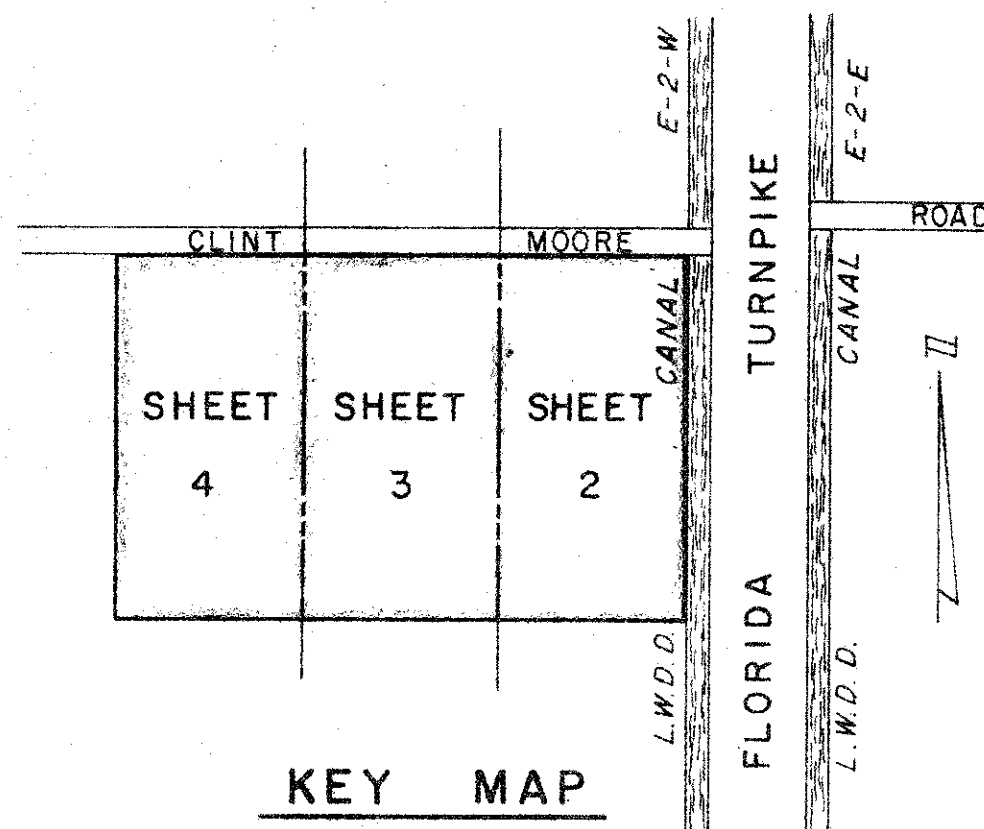 L.W.D.D. CANAL E-2-W
FLORIDA TURNPIKE
L.W.D.D. CANAL E-2-E
CLINT MOORE ROAD
SHEET 4
SHEET 3
SHEET 2
N
KEY MAP